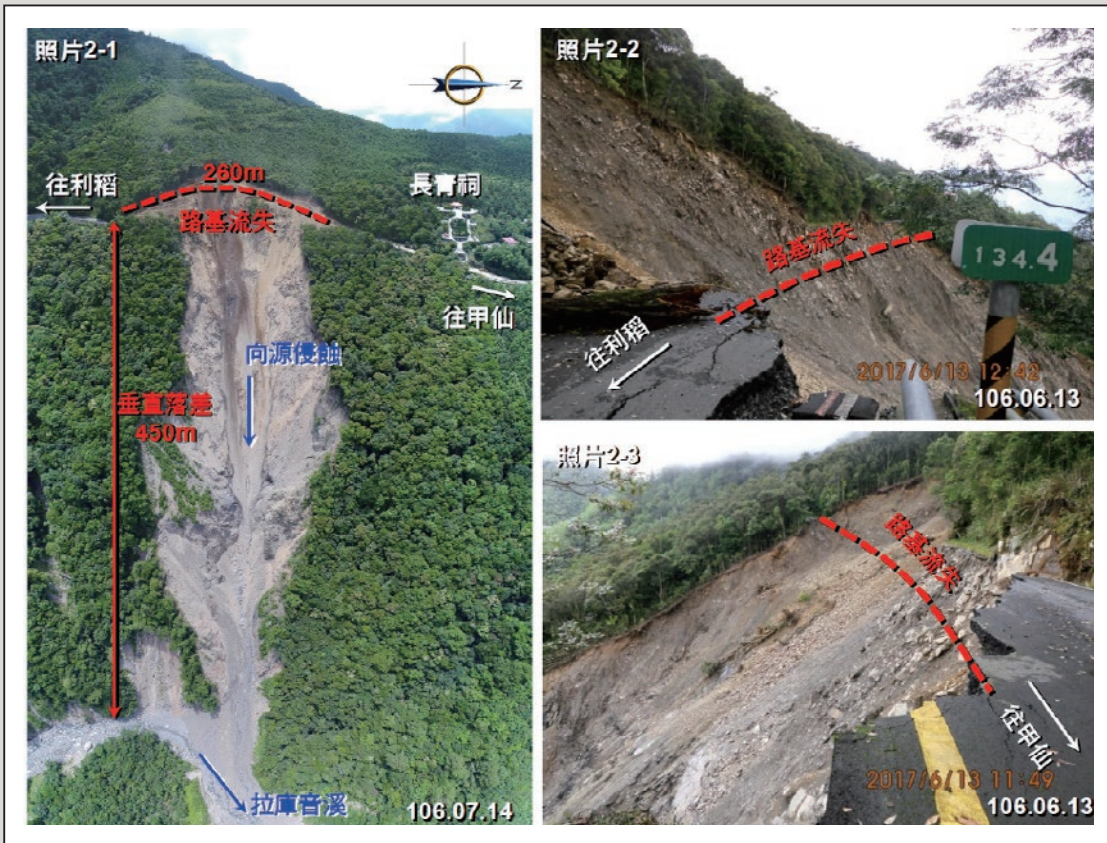 照片2-1
N
260m
往利稻
長青祠
路基流失
往甲仙
向源侵蝕
垂直落差
450m
拉庫音溪
106.07.14
照片2-2
路基流失
134.4
往利稻
2017/6/13 12:42
106.06.13
照片2-3
路基流失
往甲仙
2017/6/13 11:49
106.06.13